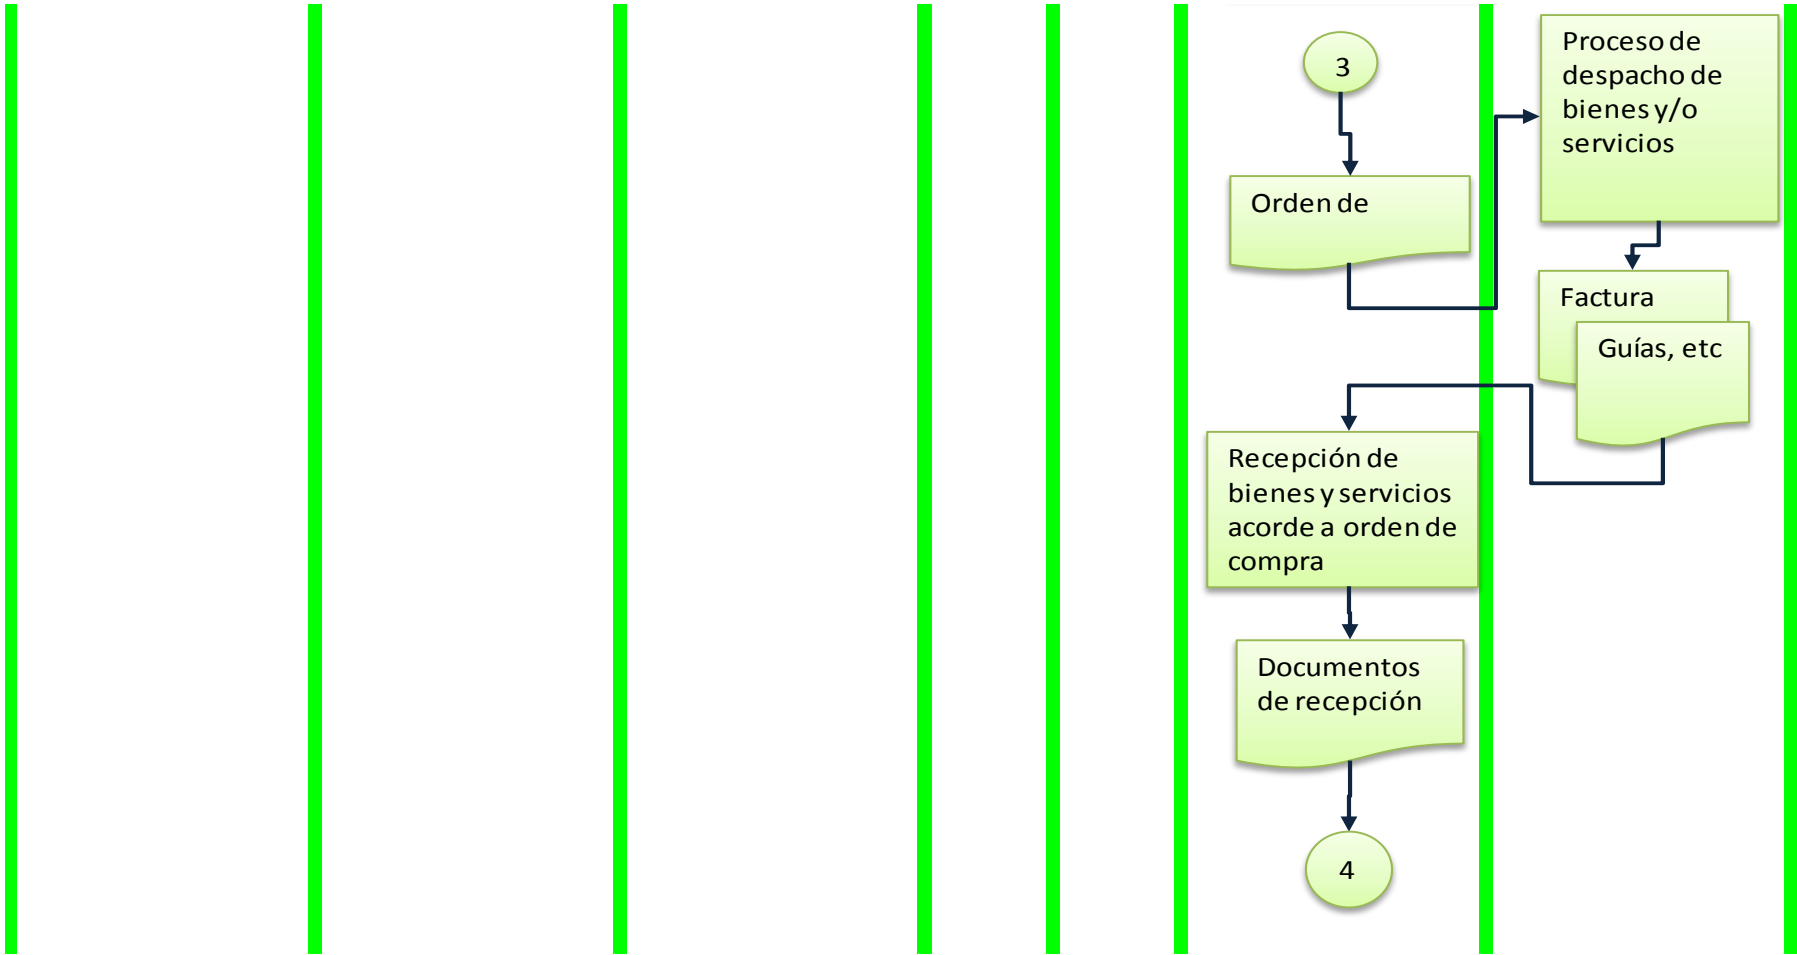 3
Orden de
Proceso de
despacho de
bienes y/o
servicios
Factura
Guías, etc
Recepción de
bienes y servicios
acorde a orden de
compra
Documentos
de recepción
4